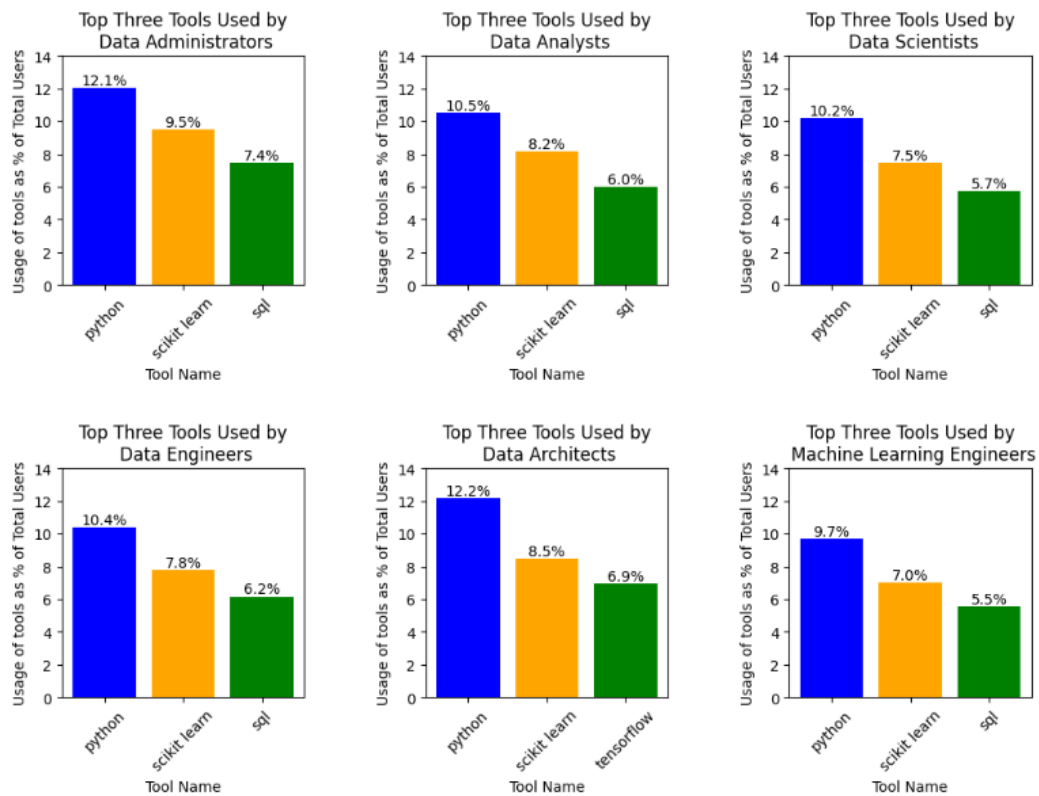 Top Three Tools Used by
Data Administrators
Usage of tools as % of Total Users
14
12
10
8
6
4
2
0
12.1%
9.5%
7.4%
python
scikit learn
sql
Tool Name
Top Three Tools Used by
Data Analysts
Usage of tools as % of Total Users
14
12
10
8
6
4
2
0
10.5%
8.2%
6.0%
python
scikit learn
sql
Tool Name
Top Three Tools Used by
Data Scientists
Usage of tools as % of Total Users
14
12
10
8
6
4
2
0
10.2%
7.5%
5.7%
python
scikit learn
sql
Tool Name
Top Three Tools Used by
Data Engineers
Usage of tools as % of Total Users
14
12
10
8
6
4
2
0
10.4%
7.8%
6.2%
python
scikit learn
sql
Tool Name
Top Three Tools Used by
Data Architects
Usage of tools as % of Total Users
14
12
10
8
6
4
2
0
12.2%
8.5%
6.9%
python
scikit learn
tensorflow
Tool Name
Top Three Tools Used by
Machine Learning Engineers
Usage of tools as % of Total Users
14
12
10
8
6
4
2
0
9.7%
7.0%
5.5%
python
scikit learn
sql
Tool Name